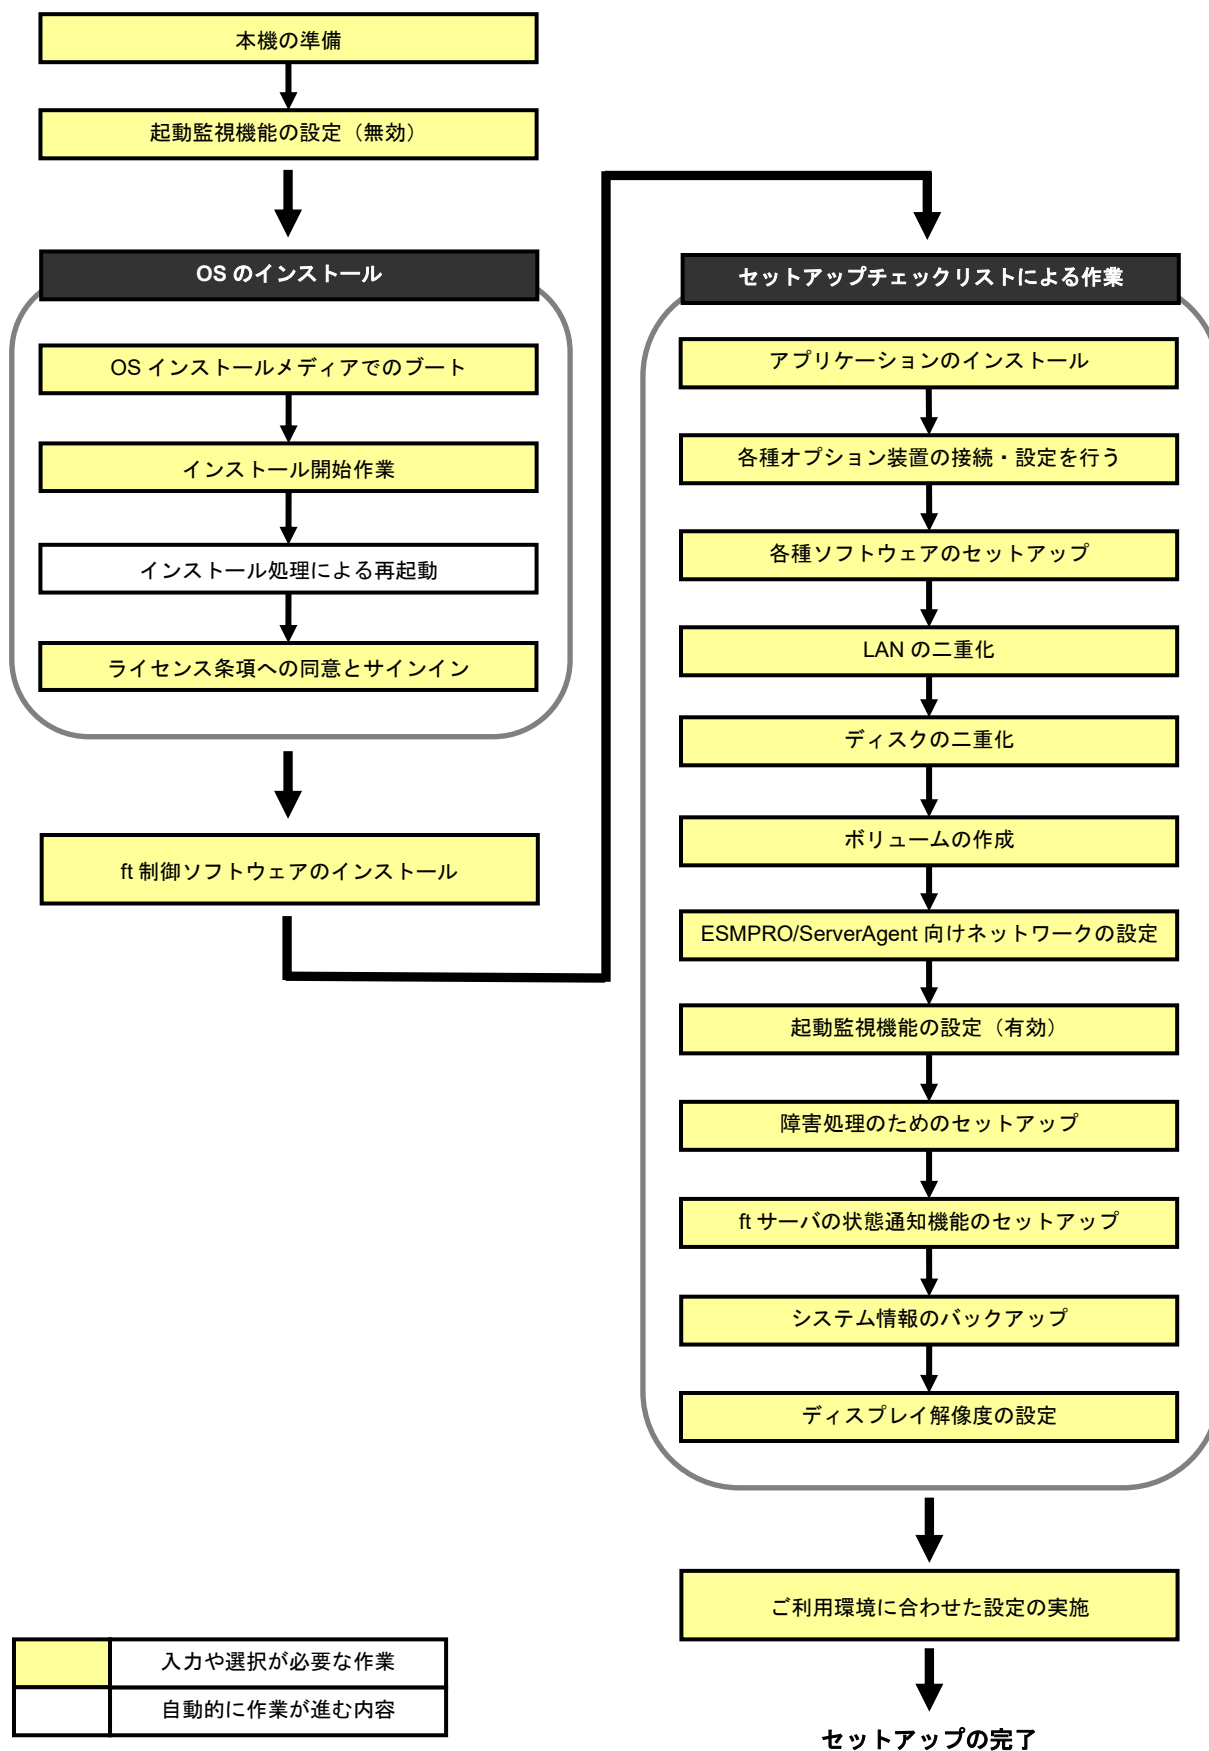 本機の準備
起動監視機能の設定（無効）
OS のインストール
OS インストールメディアでのブート
インストール開始作業
インストール処理による再起動
ライセンス条項への同意とサインイン
ft 制御ソフトウェアのインストール
セットアップチェックリストによる作業
アプリケーションのインストール
各種オプション装置の接続・設定を行う
各種ソフトウェアのセットアップ
LAN の二重化
ディスクの二重化
ボリュームの作成
ESMPRO/ServerAgent 向けネットワークの設定
起動監視機能の設定（有効）
障害処理のためのセットアップ
ft サーバの状態通知機能のセットアップ
システム情報のバックアップ
ディスプレイ解像度の設定
ご利用環境に合わせた設定の実施
セットアップの完了
入力や選択が必要な作業
自動的に作業が進む内容